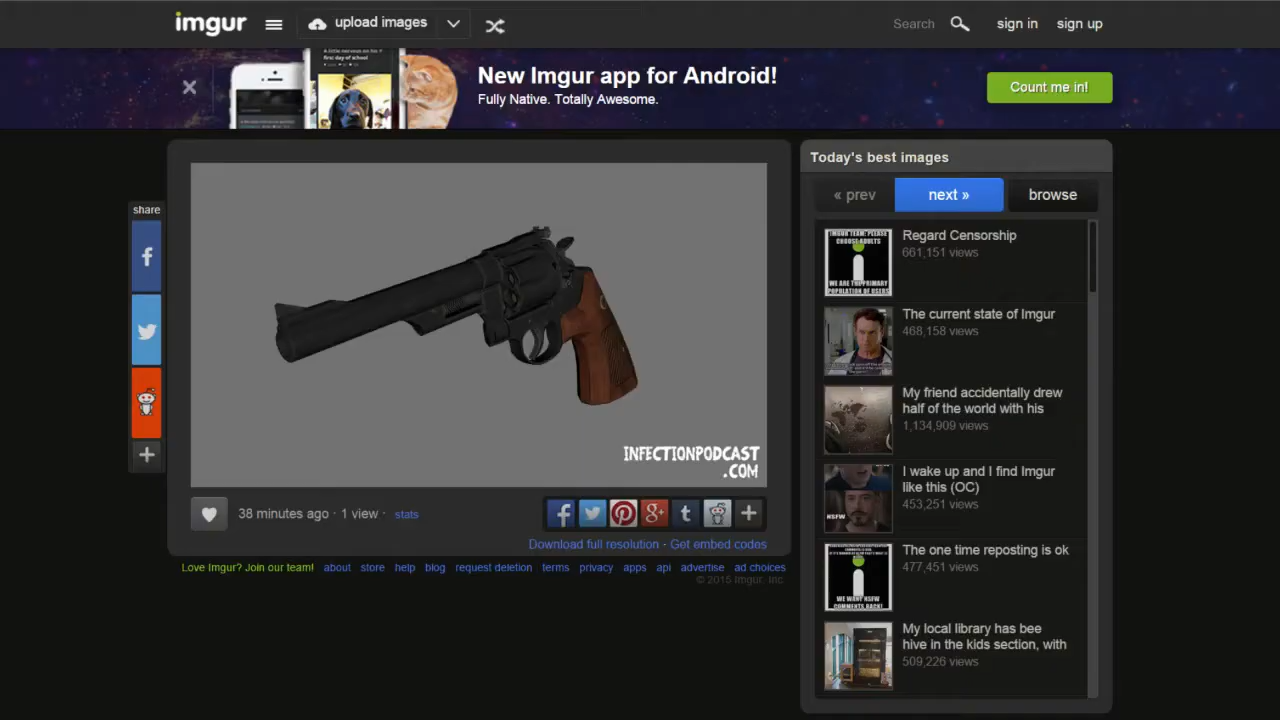 imgur
upload images
Search
sign in
sign up
New Imgur app for Android!
Fully Native. Totally Awesome.
Count me in!
share
INFECTIONPODCAST
.COM
38 minutes ago · 1 view · stats
Download full resolution · Get embed codes
Love Imgur? Join our team! about store help blog request deletion terms privacy apps api advertise ad choices
© 2015 Imgur, Inc
Today's best images
« prev
next »
browse
Regard Censorship
661,151 views
The current state of Imgur
468,158 views
My friend accidentally drew
half of the world with his
1,134,909 views
NSFW
I wake up and I find Imgur
like this (OC)
453,251 views
The one time reposting is ok
477,451 views
My local library has bee
hive in the kids section, with
509,226 views